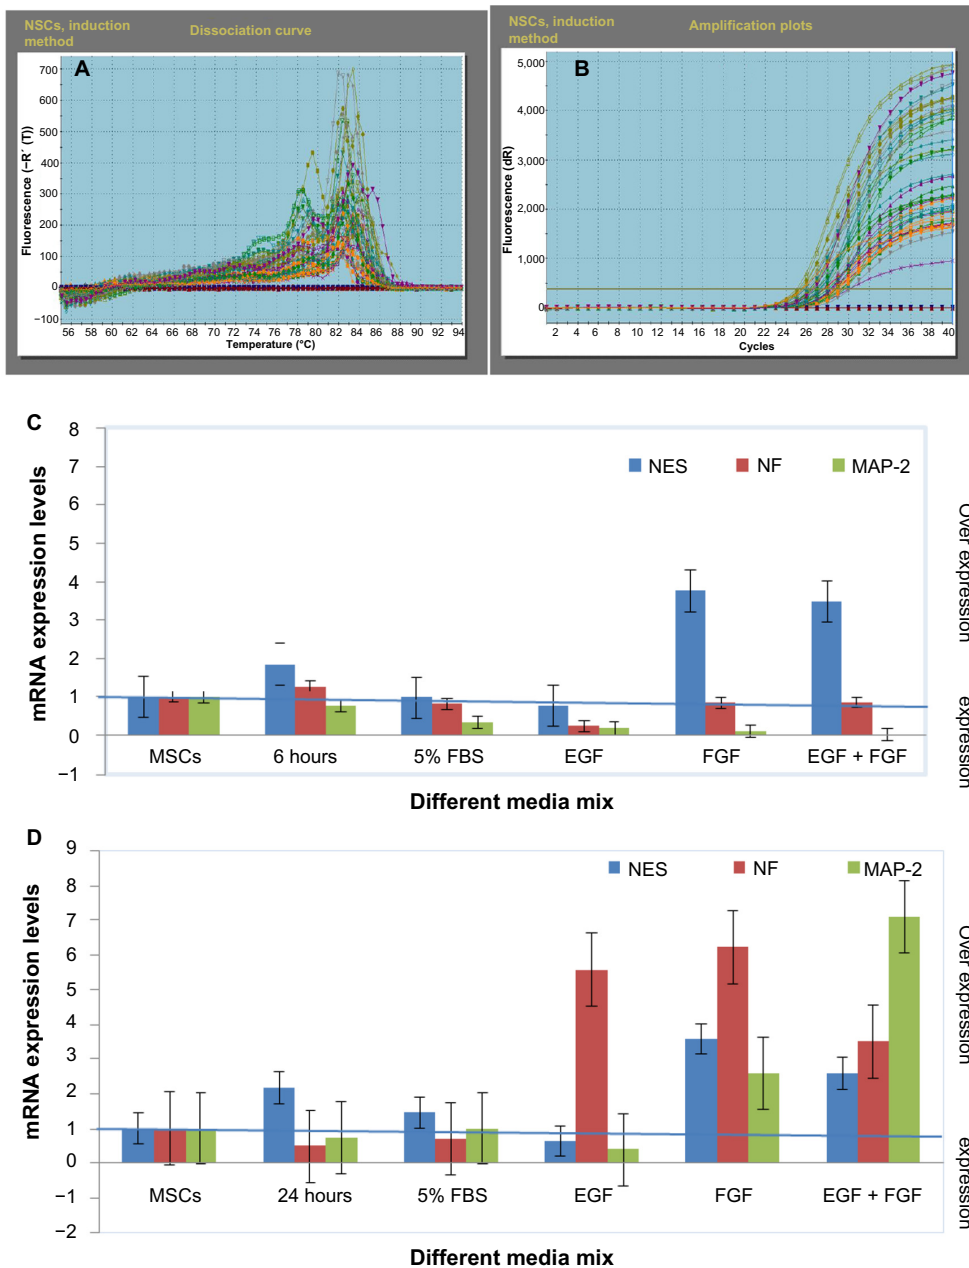 NSCs, induction
method
Dissociation curve
A
Fluorescence (−R′ (T))
700
600
500
400
300
200
100
0
−100
56 58 60 62 64 66 68 70 72 74 76 78 80 82 84 86 88 90 92 94
Temperature (°C)
NSCs, induction
method
Amplification plots
B
Fluorescence (dR)
5,000
4,000
3,000
2,000
1,000
0
2 4 6 8 10 12 14 16 18 20 22 24 26 28 30 32 34 36 38 40
Cycles
C
mRNA expression levels
8
7
6
5
4
3
2
1
0
−1
NES NF MAP-2
MSCs 6 hours 5% FBS EGF FGF EGF + FGF
Different media mix
Over expression
expression
D
mRNA expression levels
9
8
7
6
5
4
3
2
1
0
−1
−2
NES NF MAP-2
MSCs 24 hours 5% FBS EGF FGF EGF + FGF
Different media mix
Over expression
expression